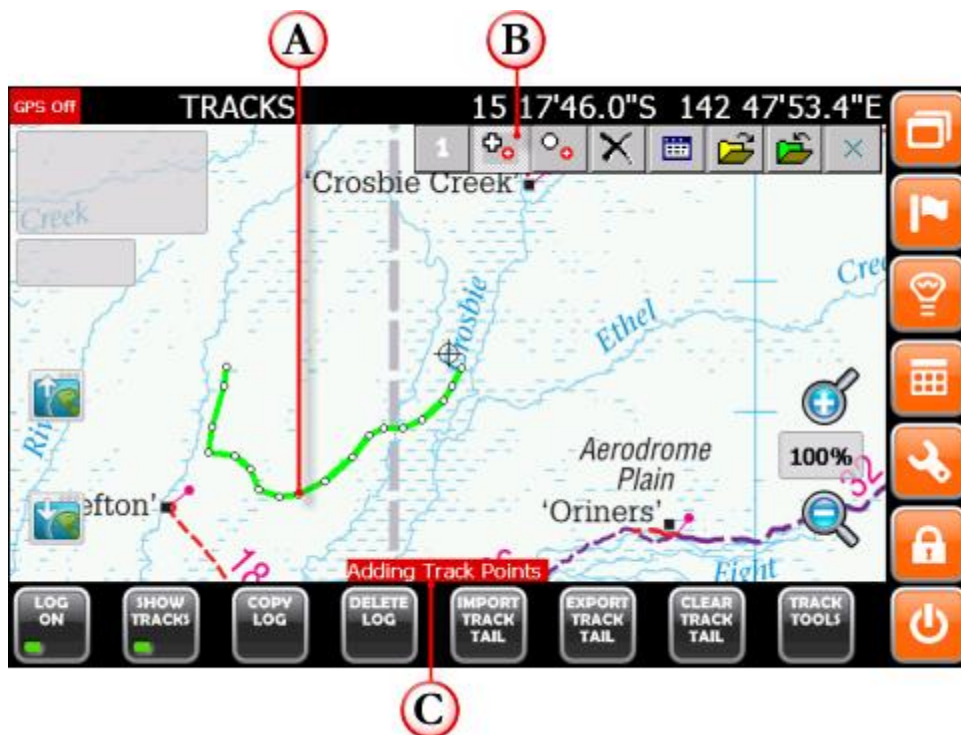 A
B
GPS Off
TRACKS
15 17'46.0"S 142 47'53.4"E
1
'Crosbie Creek'
Creek
Cree
Crosbie
Ethel
Riv
Aerodrome
Plain
100%
32
'Oriners'
efton'
18
Adding Track Points
Eight
LOG
ON
SHOW
TRACKS
COPY
LOG
DELETE
LOG
IMPORT
TRACK
TAIL
EXPORT
TRACK
TAIL
CLEAR
TRACK
TAIL
TRACK
TOOLS
C